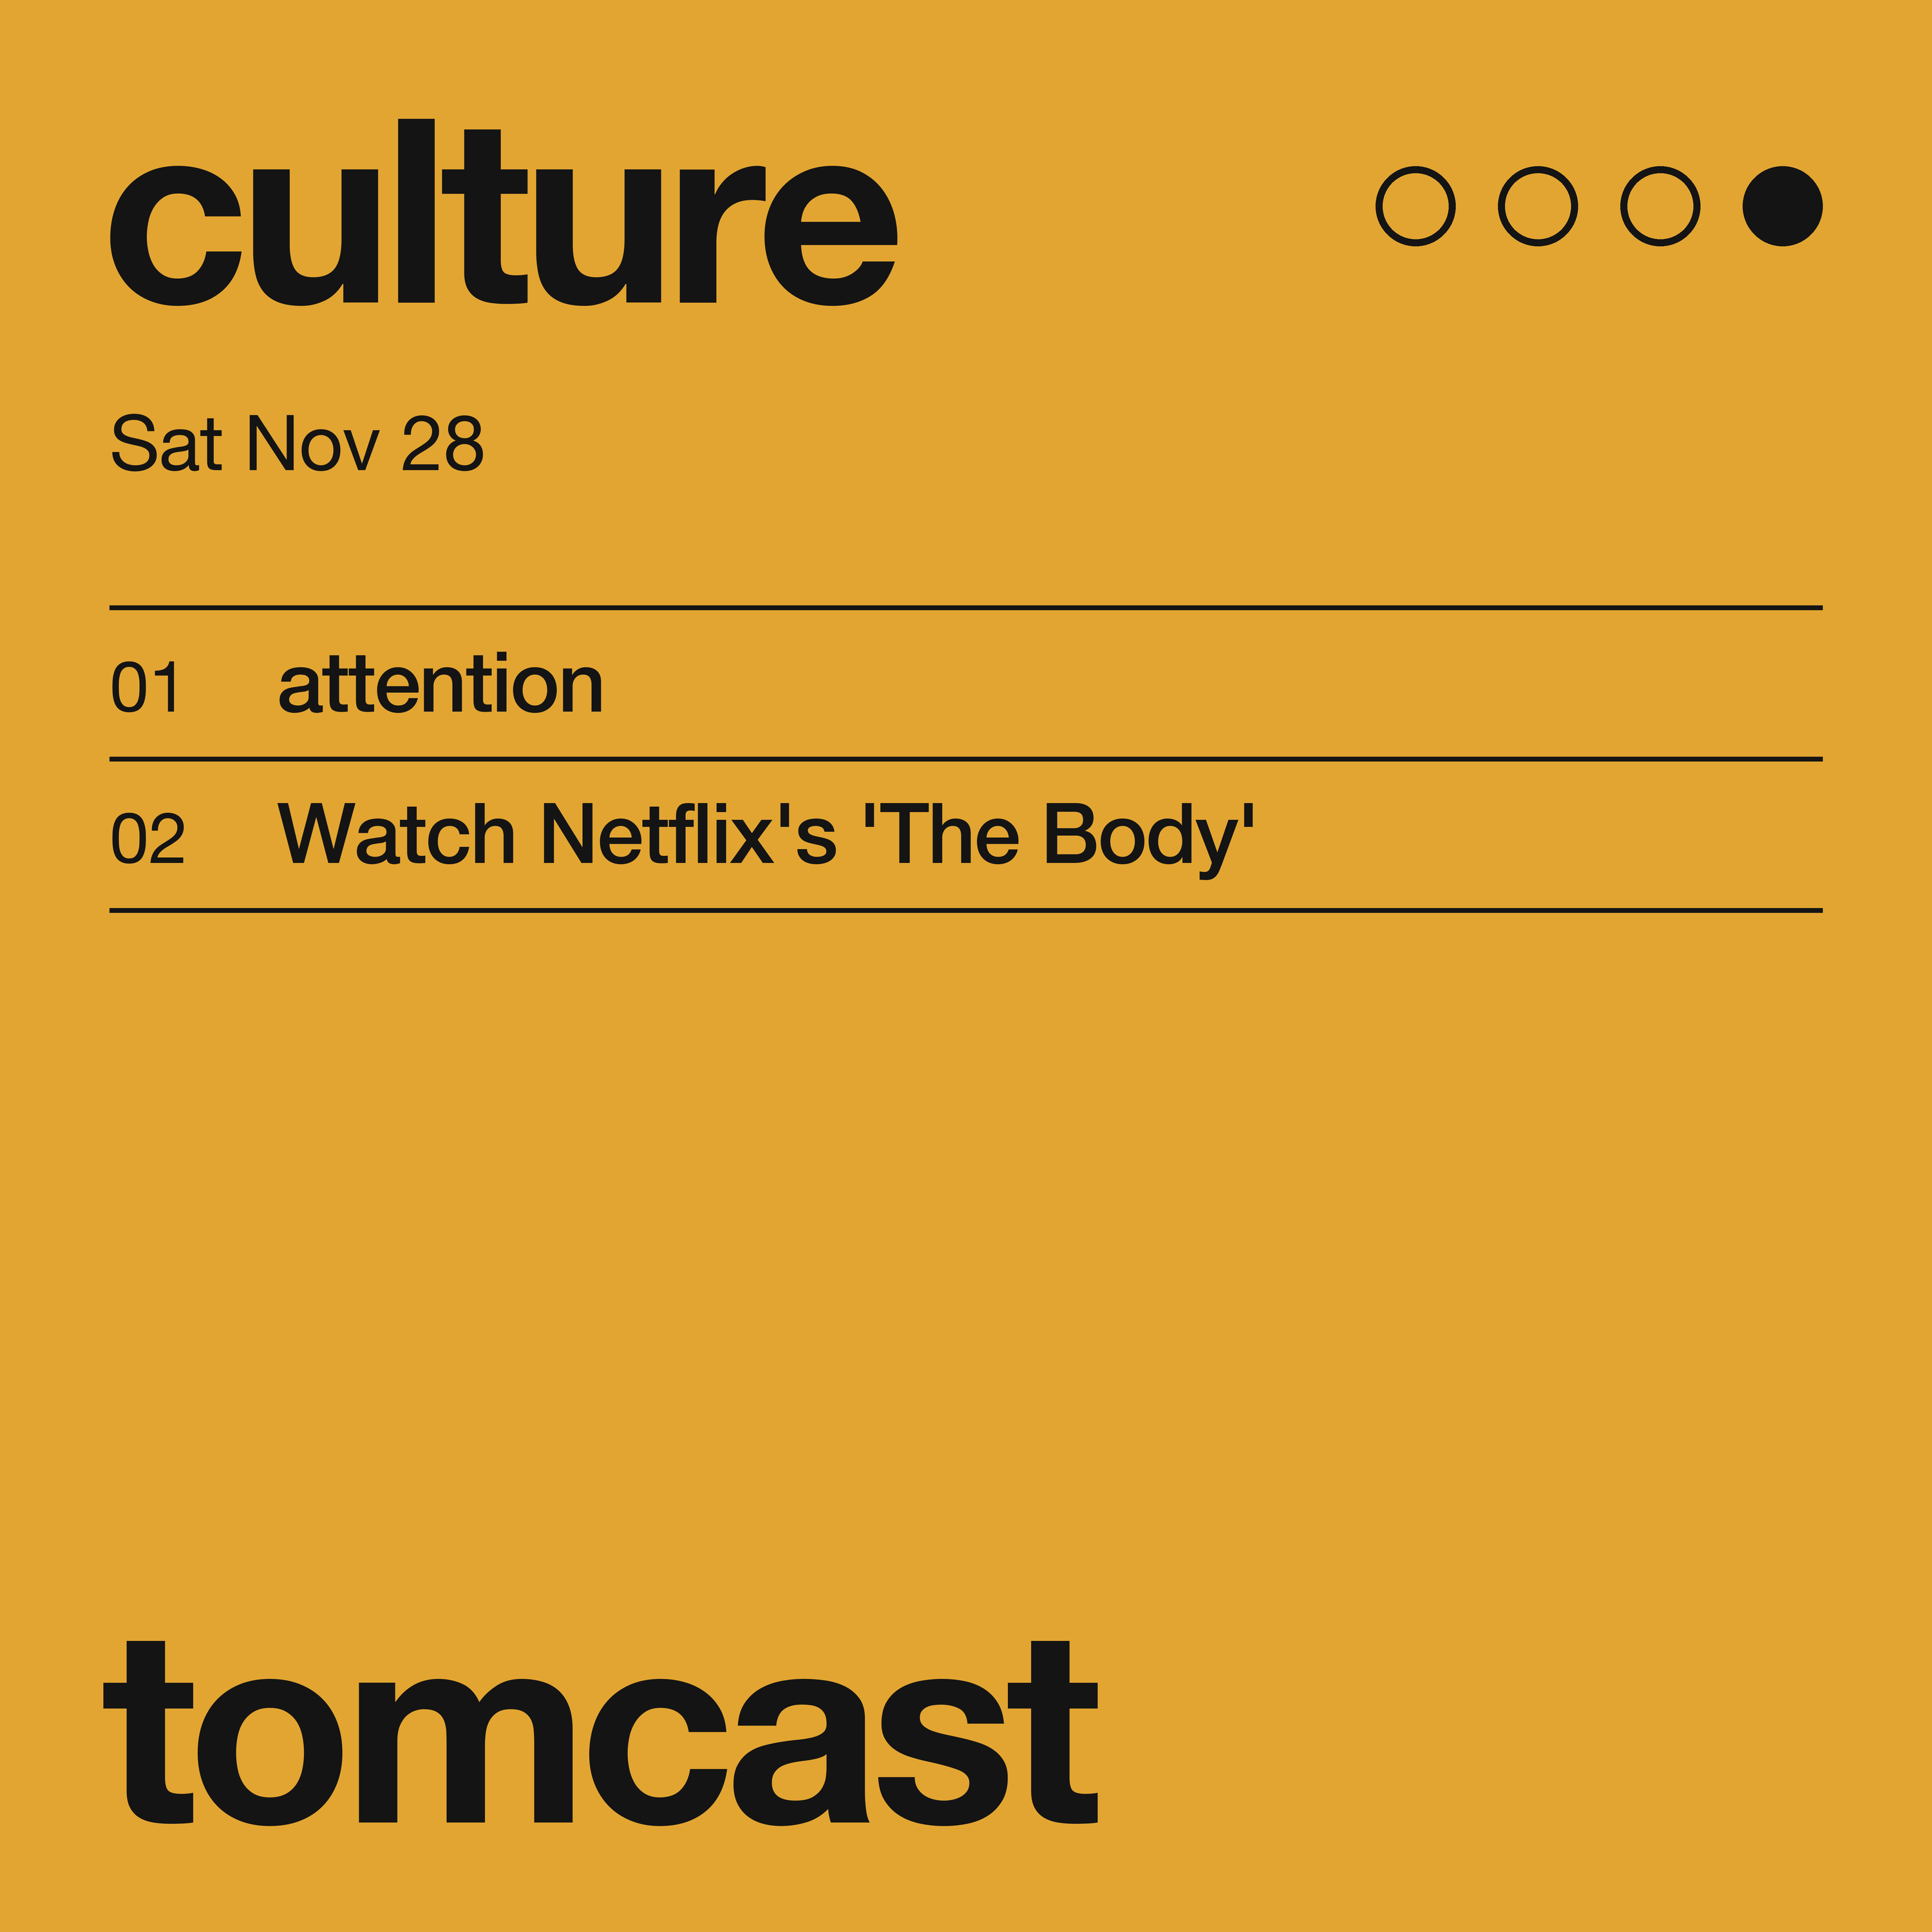 culture
Sat Nov 28
01 attention
02 Watch Netflix's 'The Body'
tomcast